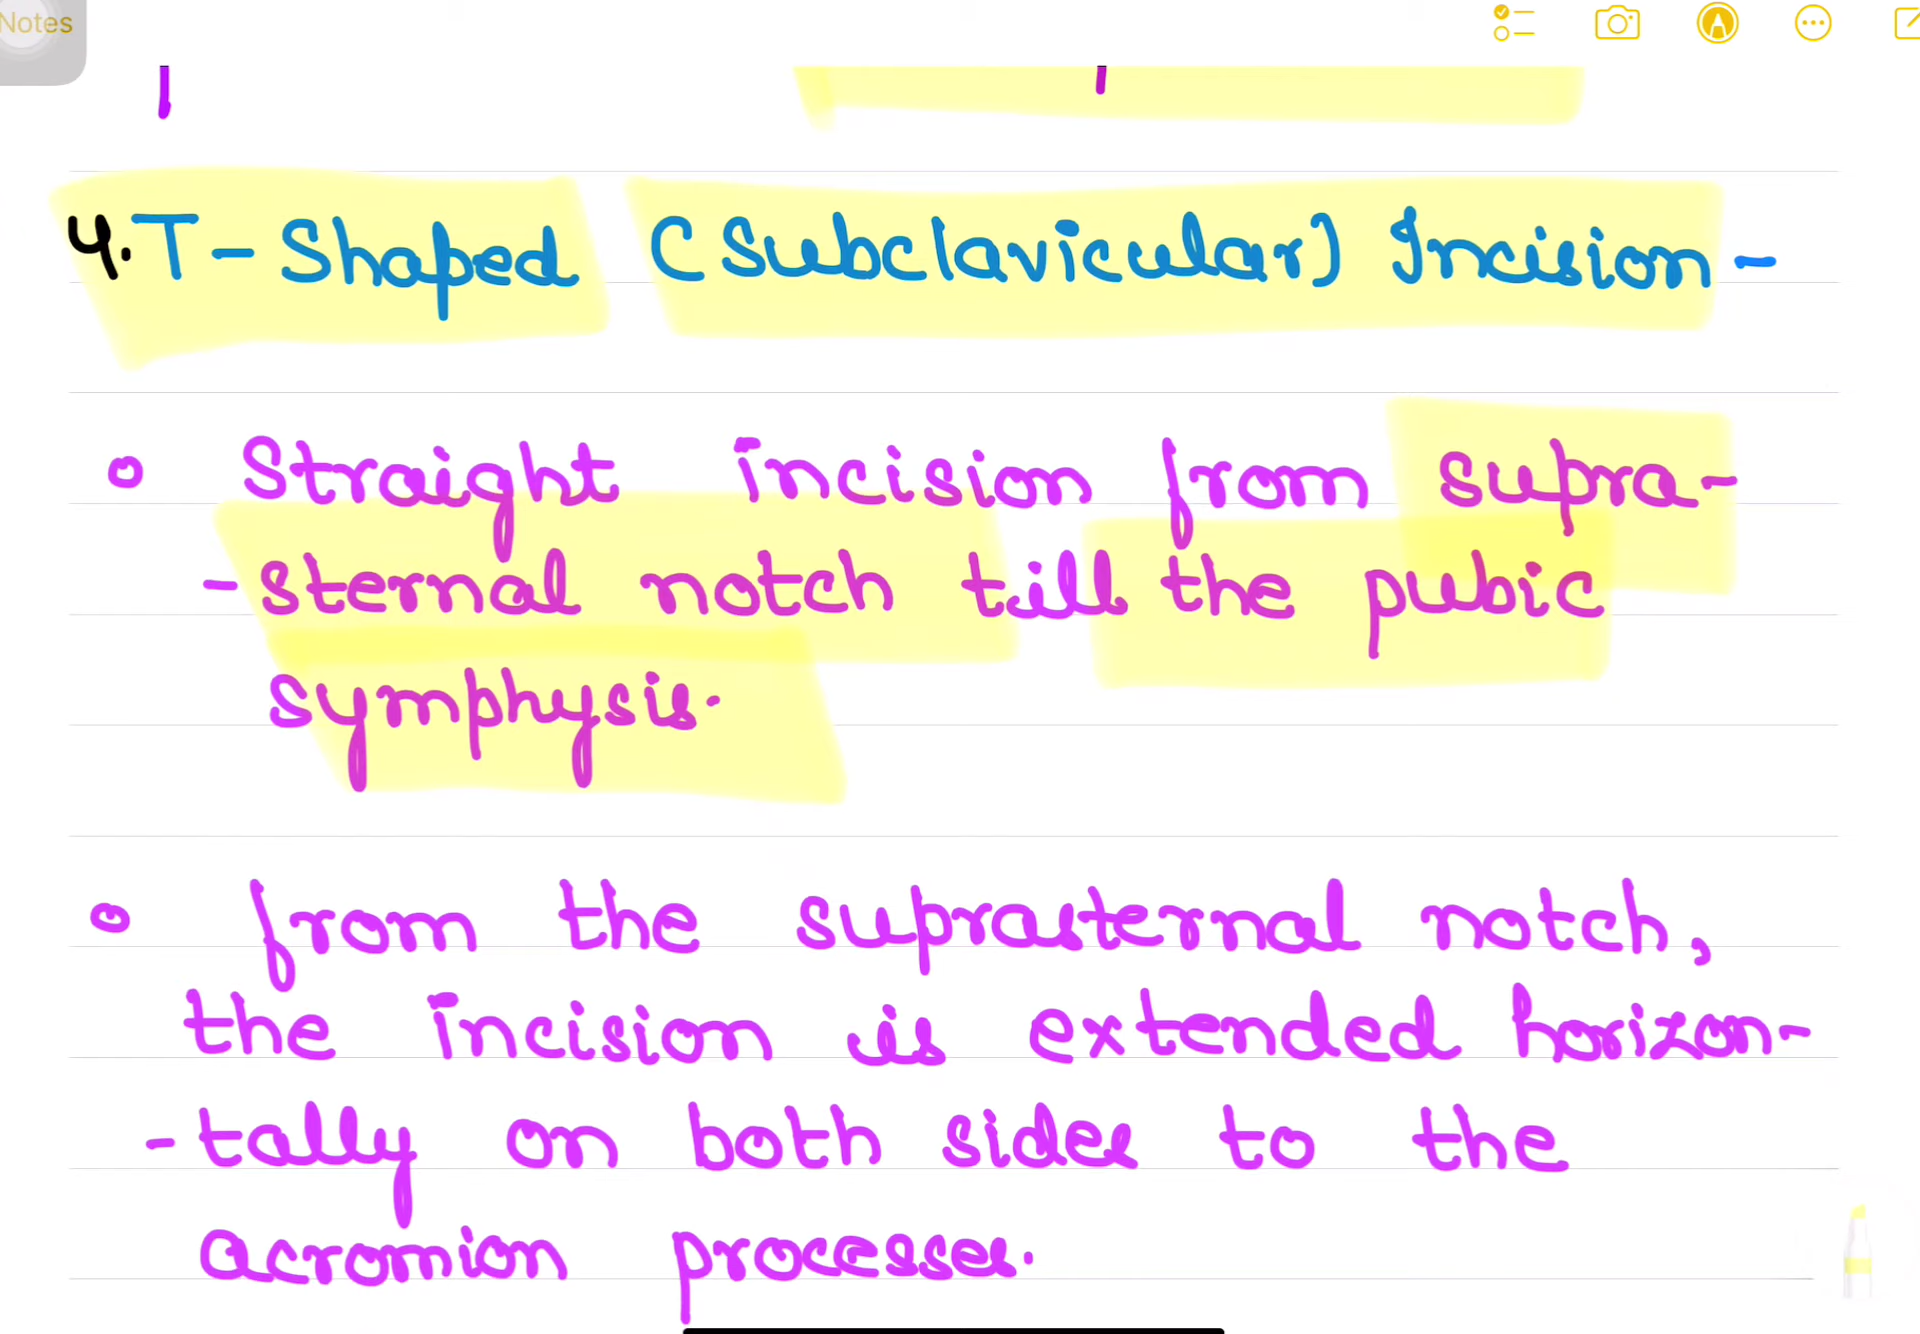 Notes
4. T- Shaped (Subclavicular) Incision -
o Straight incision from supra-
-sternal notch till the pubic
symphysis.
o from the suprasternal notch,
the incision is extended horizon-
-tally on both sides to the
acromion processes.